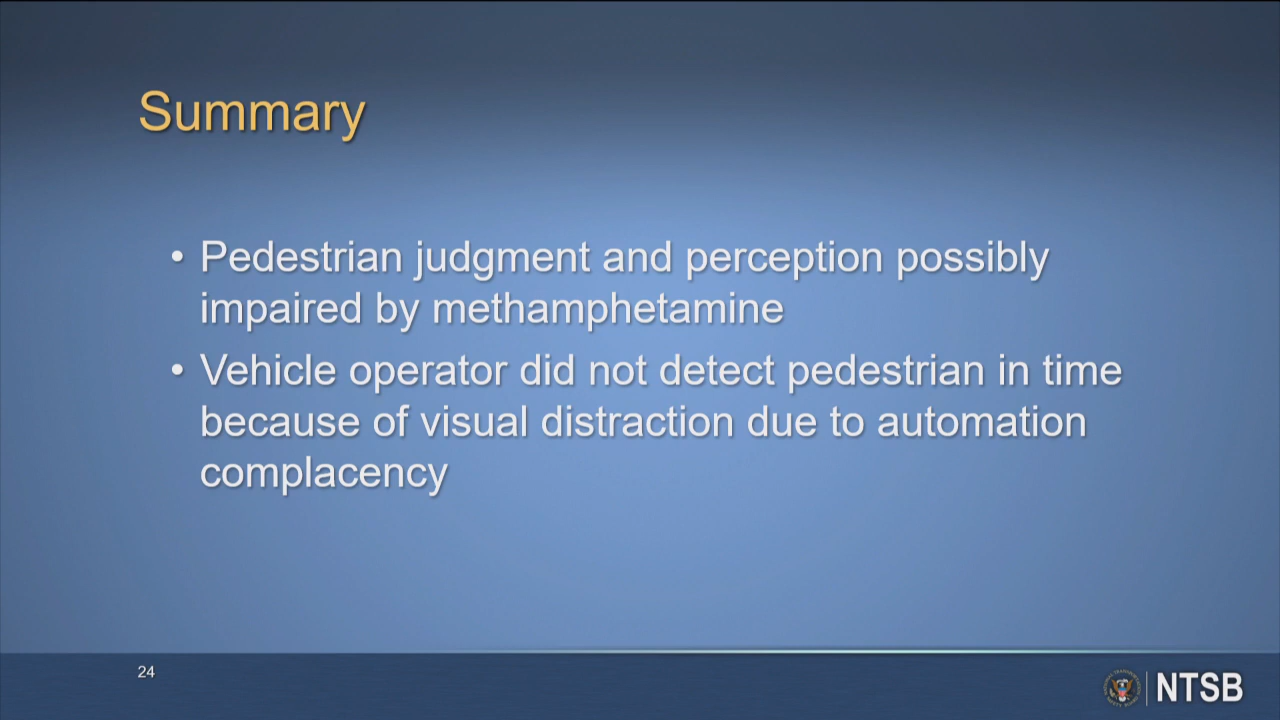 Summary
• Pedestrian judgment and perception possibly
impaired by methamphetamine
• Vehicle operator did not detect pedestrian in time
because of visual distraction due to automation
complacency
24
NTSB